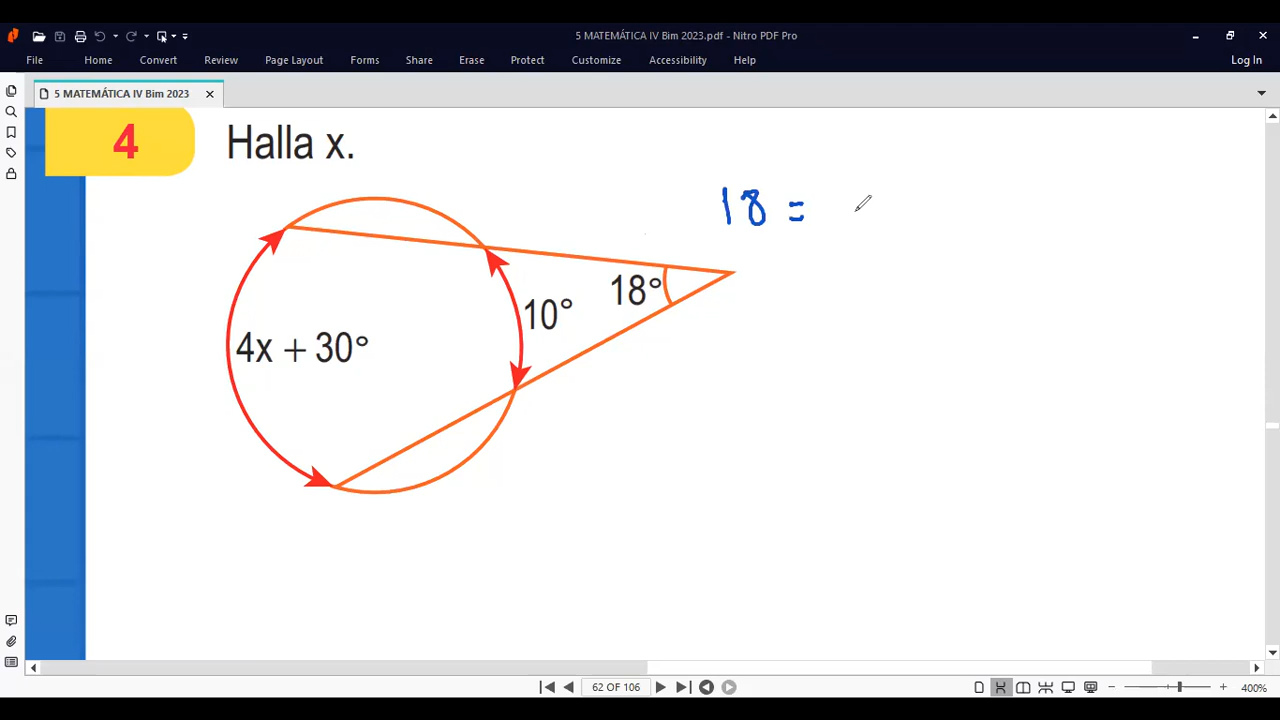 5 MATEMÁTICA IV Bim 2023.pdf - Nitro PDF Pro
File Home Convert Review Page Layout Forms Share Erase Protect Customize Accessibility Help Log In
5 MATEMÁTICA IV Bim 2023
4 Halla x.
18 =
18°
10°
4x + 30°
62 OF 106
400%